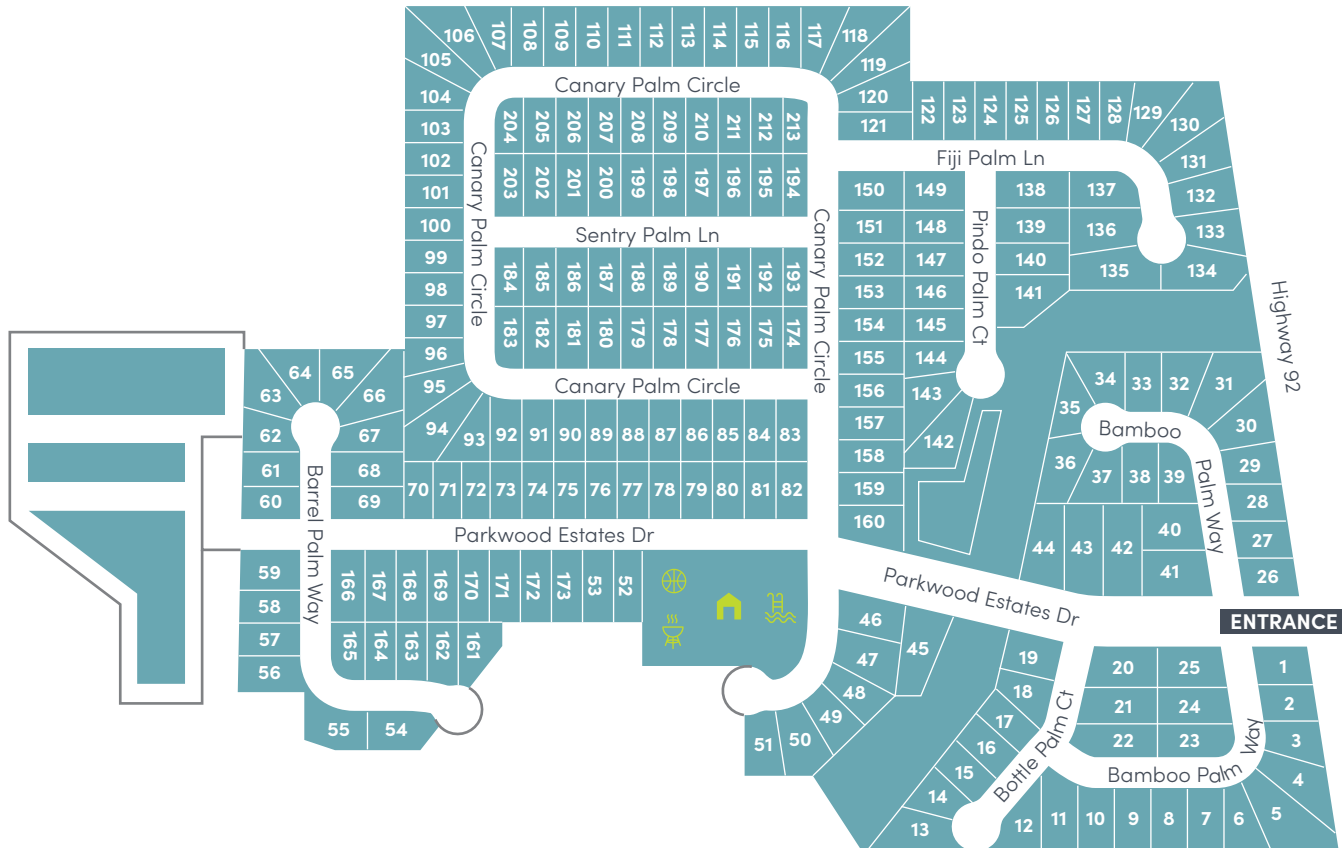 106 107 108 109 110 111 112 113 114 115 116 117 118
105 119
104 Canary Palm Circle 120
103 204 205 206 207 208 209 210 211 212 213 121 122 123 124 125 126 127 128 129 130
102 Fiji Palm Ln 131
101 203 202 201 200 199 198 197 196 195 194 150 149 138 137 132
100 Canary Palm Circle Sentry Palm Ln Canary Palm Circle 151 148 Pindo Palm Ct 139 136 133
99 152 147 140
98 184 185 186 187 188 189 190 191 192 193 153 146 141 135 134
97 154 145 Highway 92
96 183 182 181 180 179 178 177 176 175 174 155 144
95 Canary Palm Circle 156 143
63 64 65 66 34 33 32 31
94 93 92 91 90 89 88 87 86 85 84 83 157 142 35 Bamboo 30
62 67 158 36 37 38 39 Palm Way 29
61 68 159 28
60 Barrel Palm Way 69 70 71 72 73 74 75 76 77 78 79 80 81 82 160 44 43 42 40 27
Parkwood Estates Dr 41 26
59 166 167 168 169 170 171 172 173 53 52 Parkwood Estates Dr
58 46 45 ENTRANCE
57 165 164 163 162 161 47 19 20 25 1
56 48 18 21 24 2
55 54 49 17 22 23 3
51 50 16 Bottle Palm Ct Bamboo Palm Way 4
15
14
13 12 11 10 9 8 7 6 5